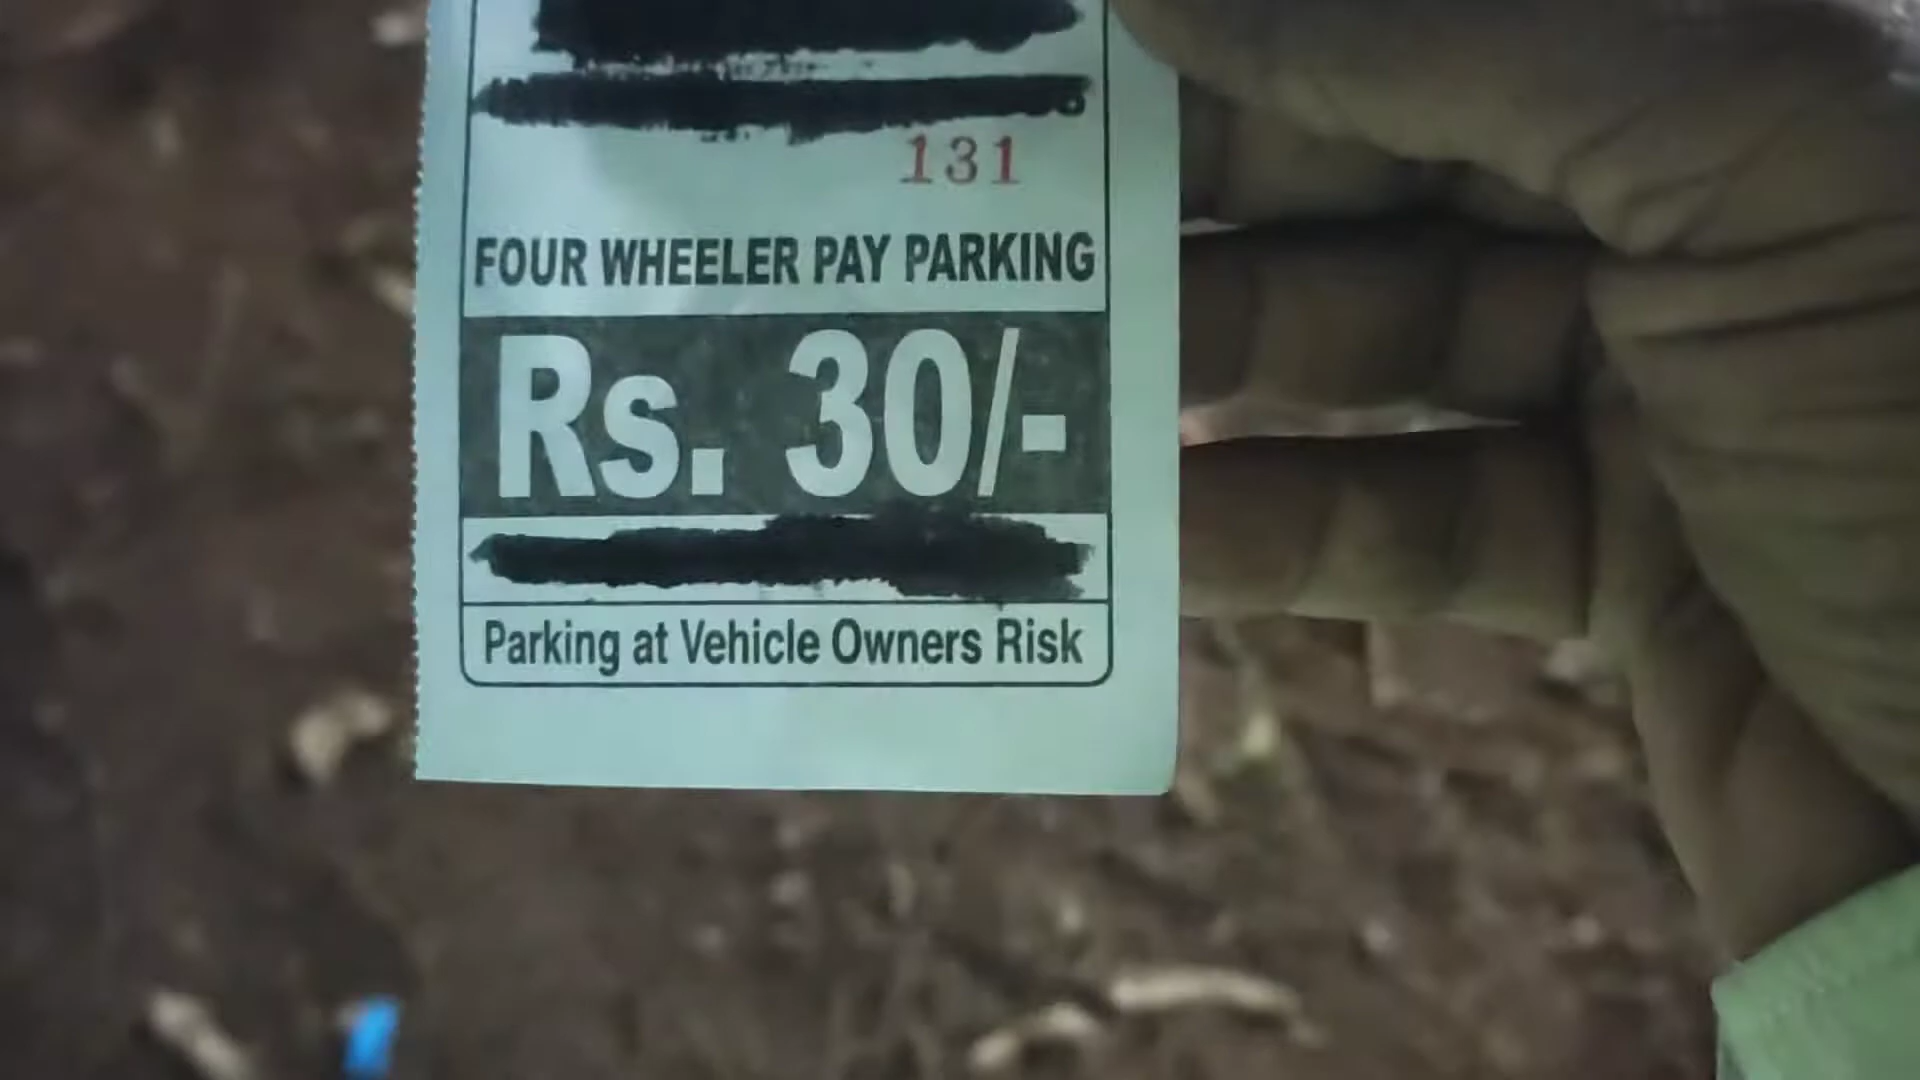 131
FOUR WHEELER PAY PARKING
Rs. 30/-
Parking at Vehicle Owners Risk